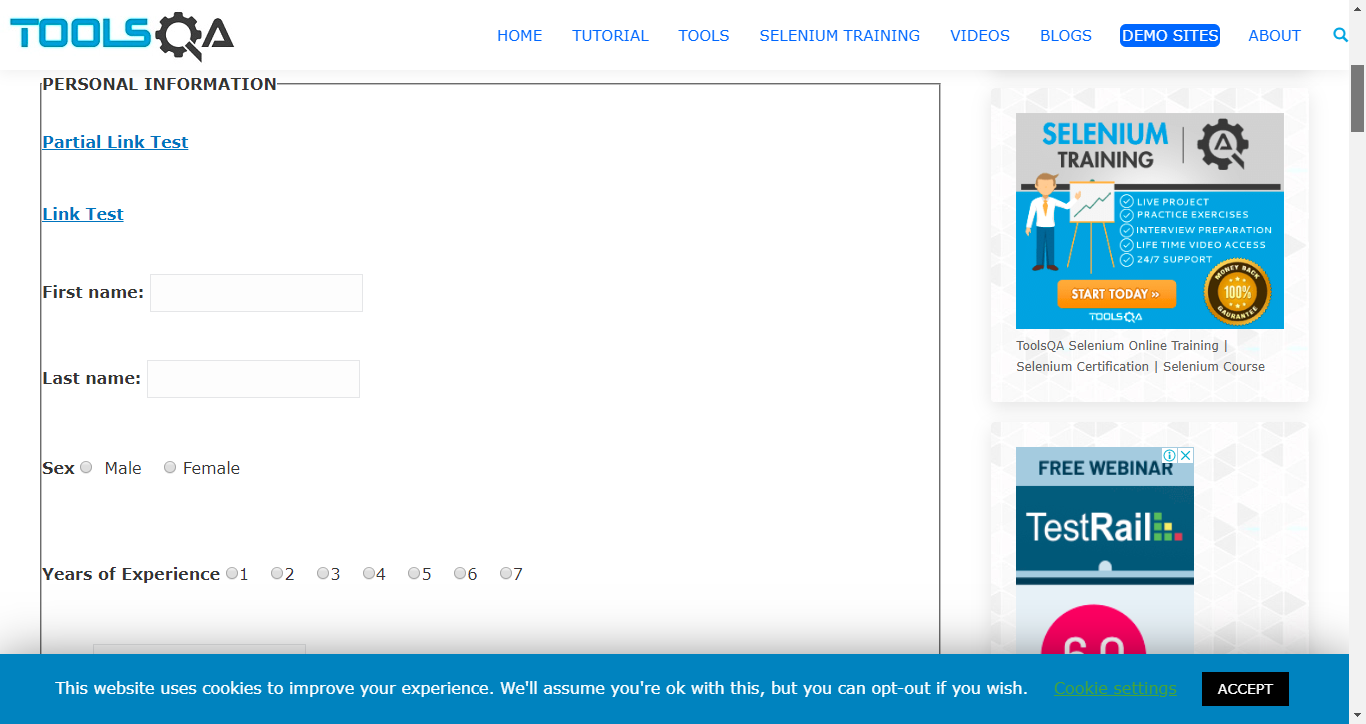 TOOLSQA
HOME TUTORIAL TOOLS SELENIUM TRAINING VIDEOS BLOGS DEMO SITES ABOUT
PERSONAL INFORMATION
Partial Link Test
Link Test
First name:
Last name:
Sex Male Female
Years of Experience 1 2 3 4 5 6 7
SELENIUM
TRAINING
LIVE PROJECT
PRACTICE EXERCISES
INTERVIEW PREPARATION
LIFE TIME VIDEO ACCESS
24/7 SUPPORT
START TODAY »
TOOLSQA
MONEY BACK
100%
GAURANTEE
ToolsQA Selenium Online Training |
Selenium Certification | Selenium Course
FREE WEBINAR
TestRail
6.0
This website uses cookies to improve your experience. We'll assume you're ok with this, but you can opt-out if you wish. Cookie settings ACCEPT